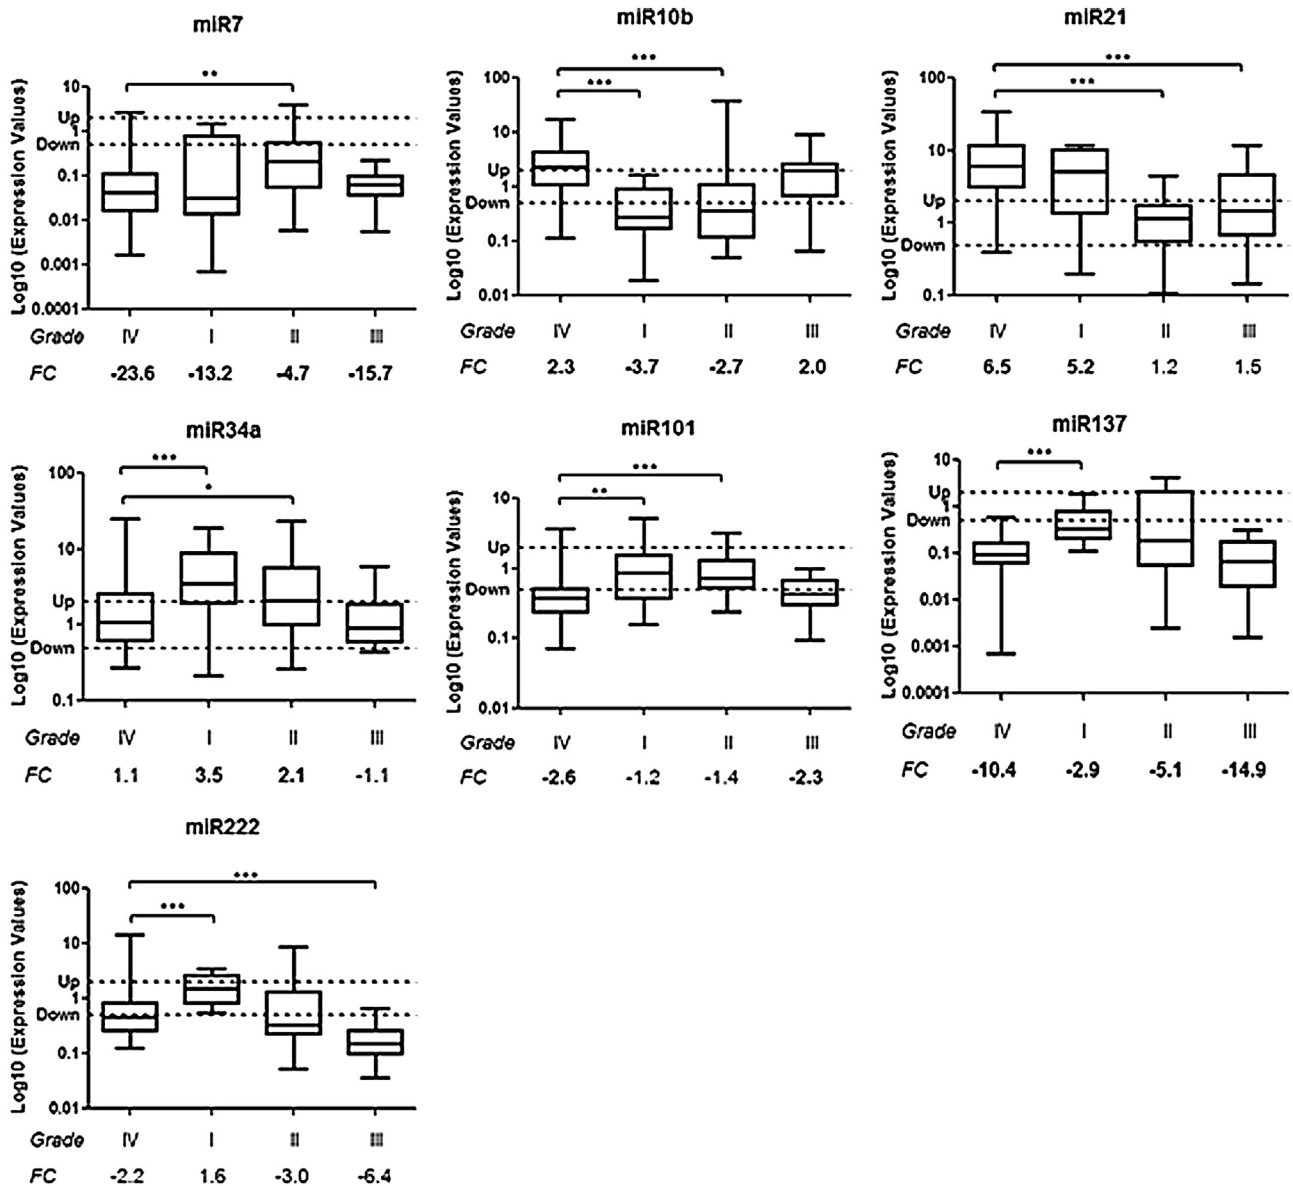 miR7
**
Log10 (Expression Values)
10
Up
1
Down
0.1
0.01
0.001
0.0001
Grade IV I II III
FC -23.6 -13.2 -4.7 -15.7
miR10b
***
***
Log10 (Expression Values)
100
10
Up
1
Down
0.1
0.01
Grade IV I II III
FC 2.3 -3.7 -2.7 2.0
miR21
***
***
Log10 (Expression Values)
100
10
Up
1
Down
0.1
Grade IV I II III
FC 6.5 5.2 1.2 1.5
miR34a
***
*
Log10 (Expression Values)
100
10
Up
1
Down
0.1
Grade IV I II III
FC 1.1 3.5 2.1 -1.1
miR101
***
**
Log10 (Expression Values)
10
Up
1
Down
0.1
0.01
Grade IV I II III
FC -2.6 -1.2 -1.4 -2.3
miR137
***
Log10 (Expression Values)
10
Up
1
Down
0.1
0.01
0.001
0.0001
Grade IV I II III
FC -10.4 -2.9 -5.1 -14.9
miR222
***
***
Log10 (Expression Values)
100
10
Up
1
Down
0.1
0.01
Grade IV I II III
FC -2.2 1.6 -3.0 -6.4